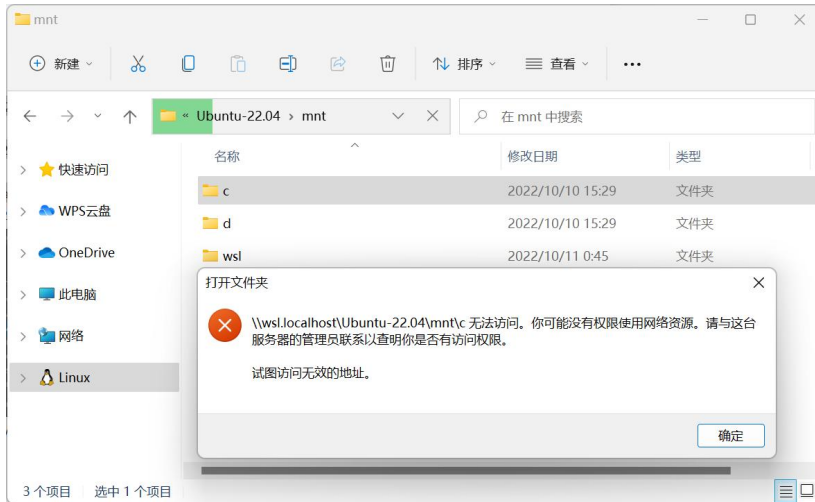 mnt
新建
排序
查看
« Ubuntu-22.04 › mnt
在 mnt 中搜索
名称
修改日期
类型
快速访问
c
2022/10/10 15:29
文件夹
WPS云盘
d
2022/10/10 15:29
文件夹
OneDrive
wsl
2022/10/11 0:45
文件夹
此电脑
网络
Linux
打开文件夹
\\wsl.localhost\Ubuntu-22.04\mnt\c 无法访问。你可能没有权限使用网络资源。请与这台
服务器的管理员联系以查明你是否有访问权限。
试图访问无效的地址。
确定
3 个项目
选中 1 个项目